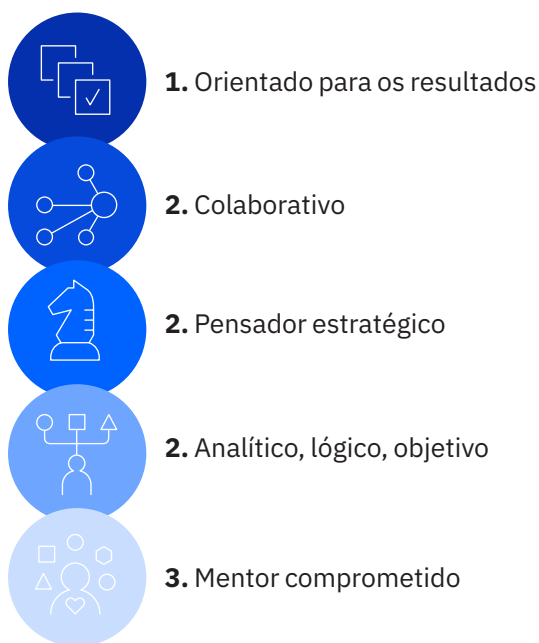 1. Orientado para os resultados
2. Colaborativo
2. Pensador estratégico
2. Analítico, lógico, objetivo
3. Mentor comprometido